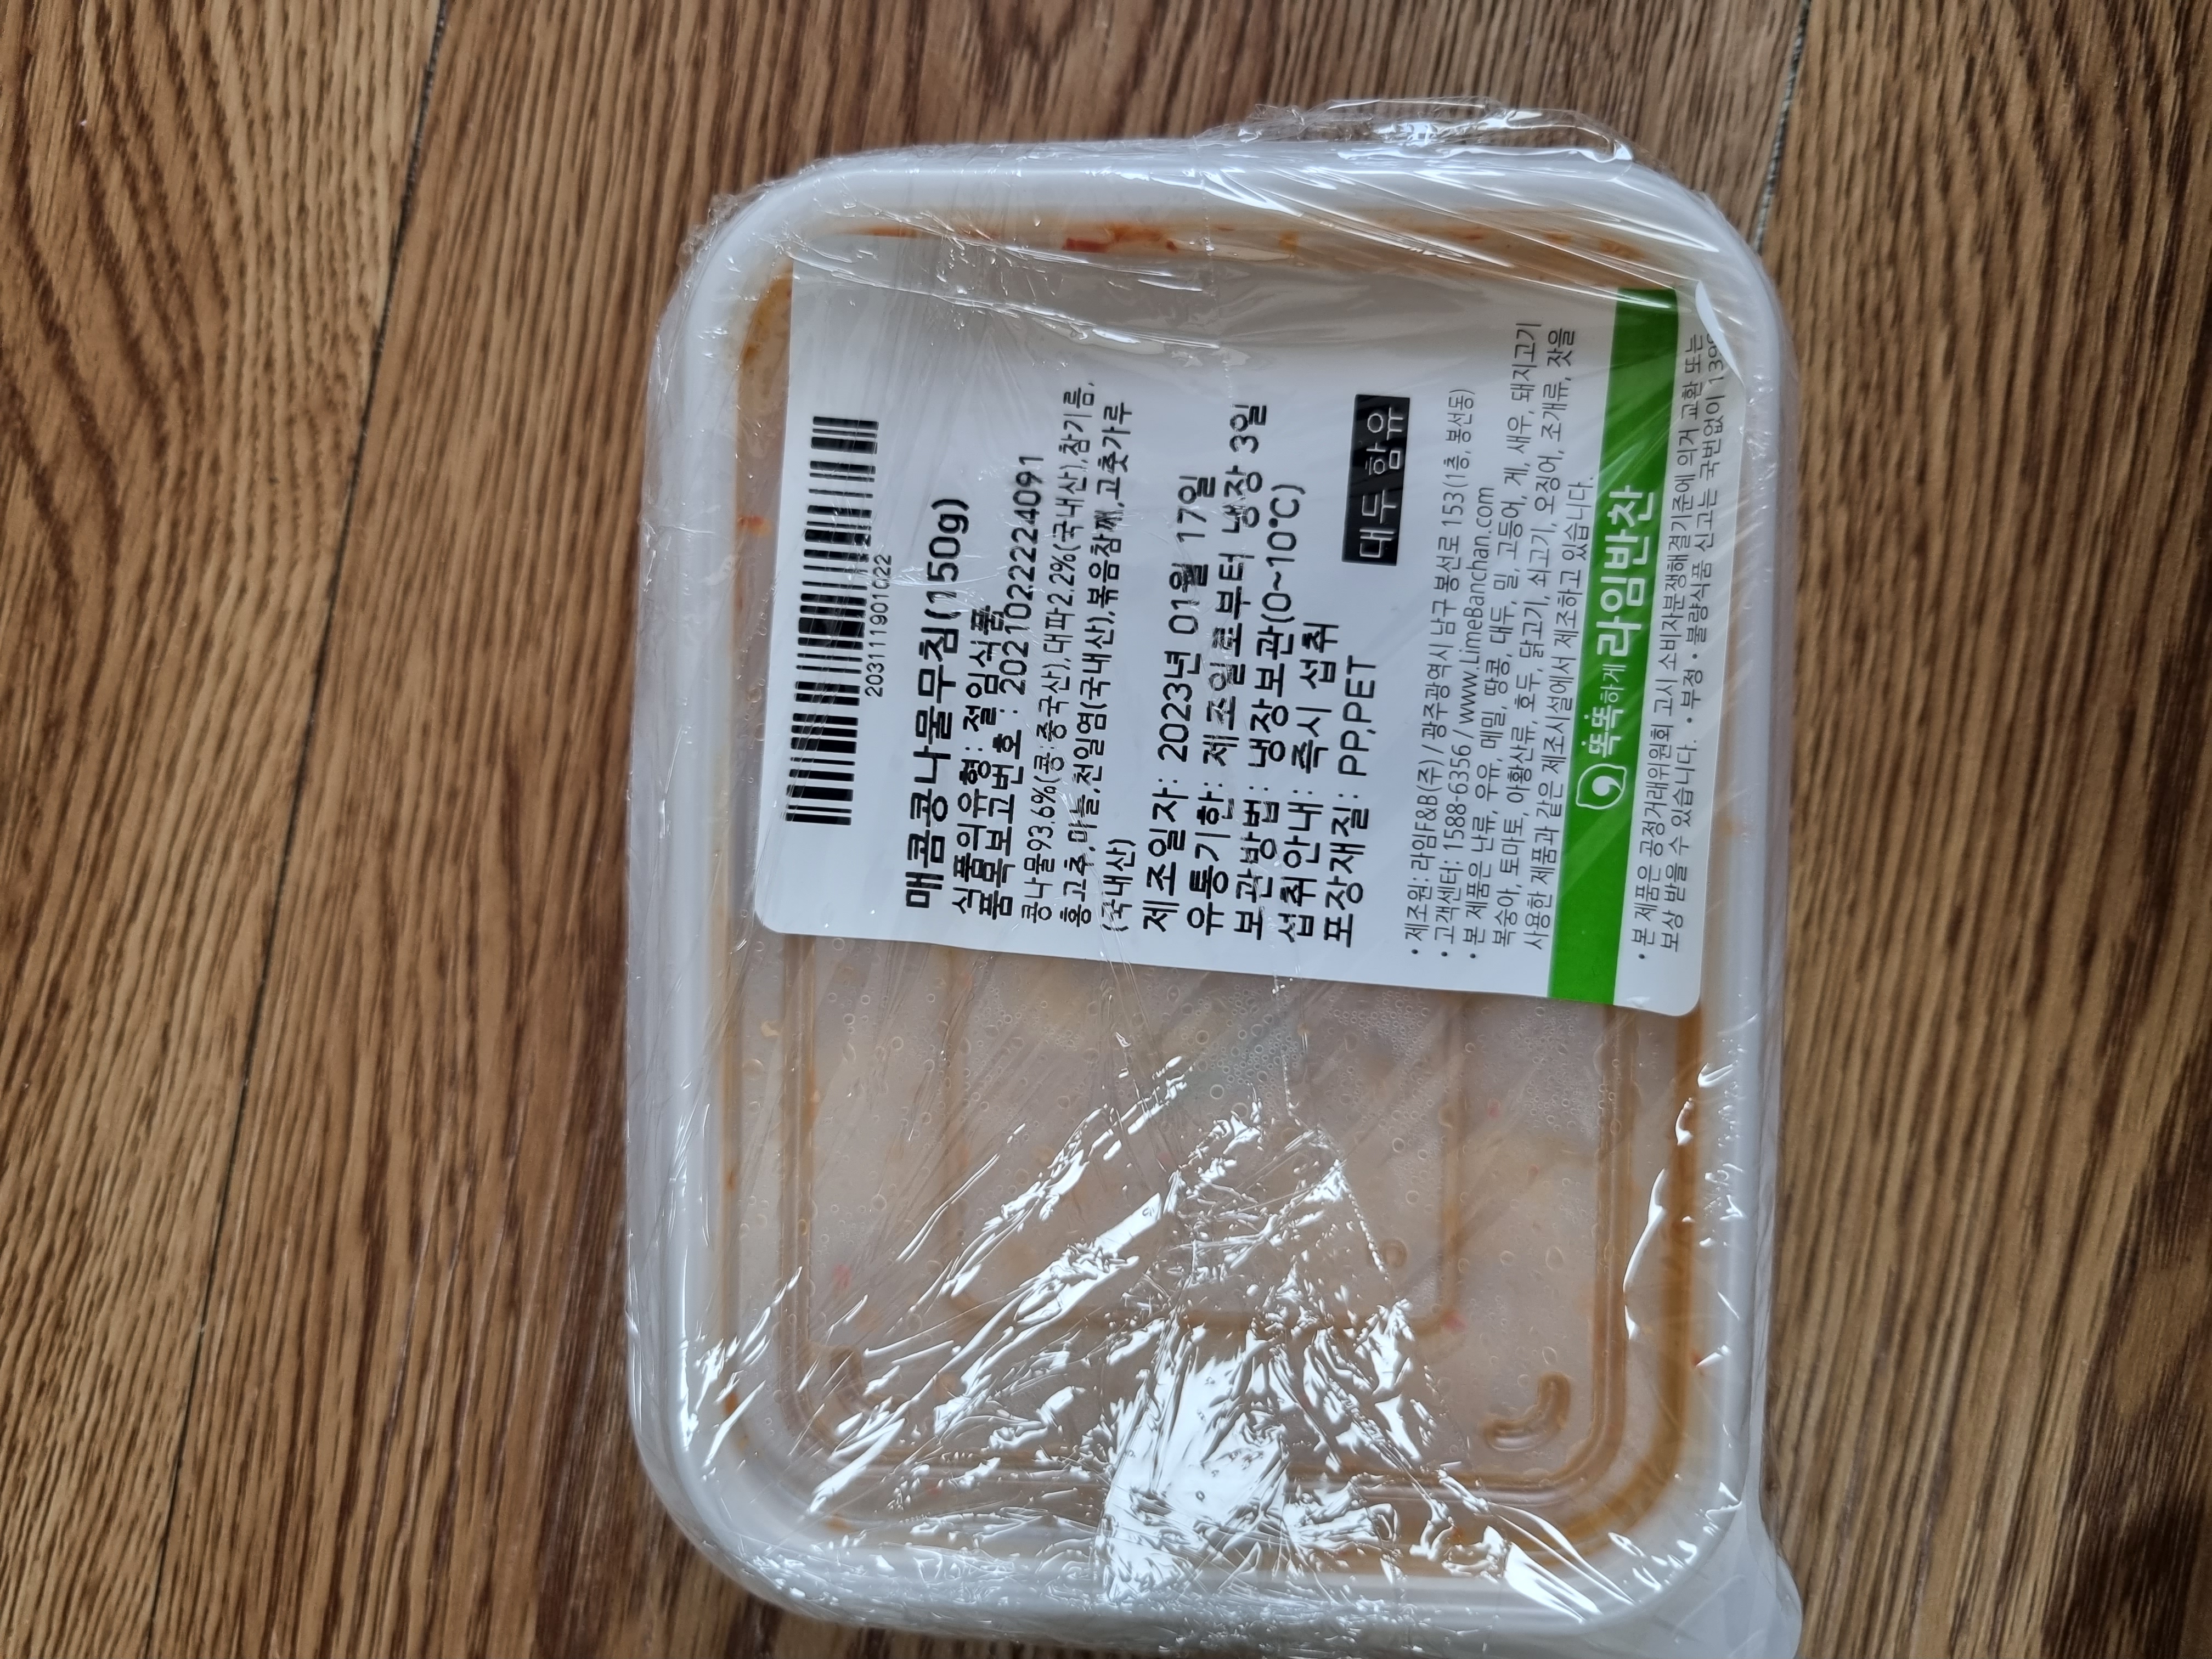 2031119010221
매콤콩나물무침(150g)
식품의유형: 절임식품
품목보고번호: 20210222224091
콩나물93.6%(콩:중국산),대파2.2%(국내산),참기름,
홍고추,마늘,천일염(국내산),볶음참깨,고춧가루
(국내산)
제조일자: 2023년 01월 17일
유통기한: 제조일로부터 냉장 3일
보관방법: 냉장보관(0~10℃)
섭취안내: 즉시 섭취
포장재질: PP,PET
대두 함유
• 제조원: 라임F&B(주) / 광주광역시 남구 봉선로 153(1층, 봉선동)
• 고객센터: 1588-6356 / www.LimeBanchan.com
• 본 제품은 난류, 우유, 메밀, 땅콩, 대두, 밀, 고등어, 게, 새우, 돼지고기
복숭아, 토마토, 아황산류, 호두, 닭고기, 쇠고기, 오징어, 조개류, 잣을
사용한 제품과 같은 제조시설에서 제조하고 있습니다.
똑똑하게 라임반찬
• 본 제품은 공정거래위원회 고시 소비자분쟁해결기준에 의거 교환 또는
보상 받을 수 있습니다. • 부정 • 불량식품 신고는 국번없이